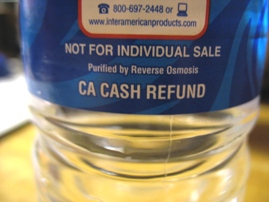 ☎ 800-697-2448 or 💻
www.interamericanproducts.com
NOT FOR INDIVIDUAL SALE
Purified by Reverse Osmosis
CA CASH REFUND